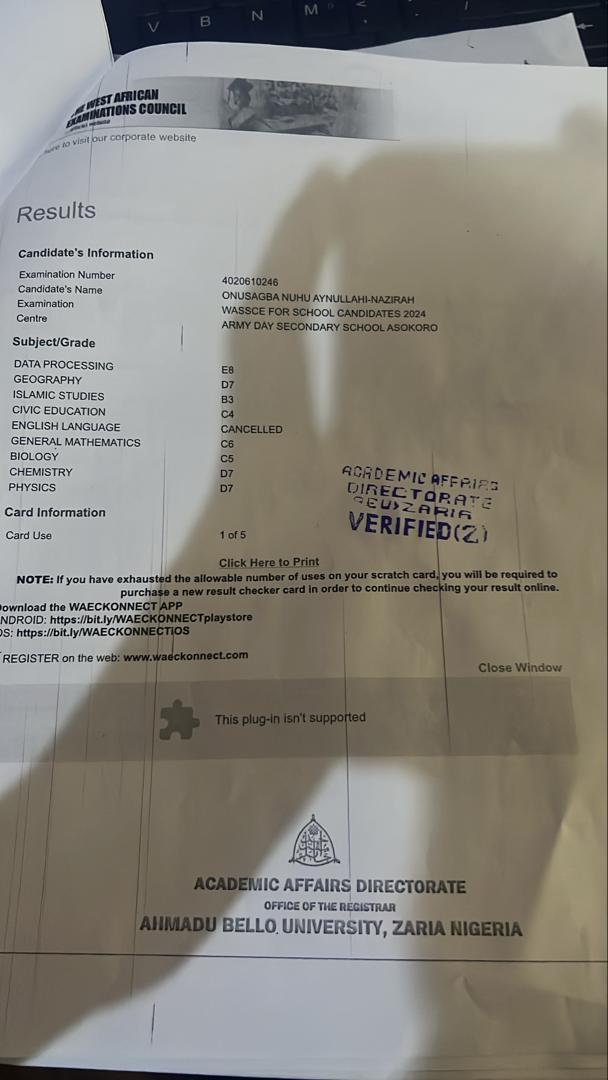 V B N M
THE WEST AFRICAN
EXAMINATIONS COUNCIL
here to visit our corporate website
Results
Candidate's Information
Examination Number 4020610246
Candidate's Name ONUSAGBA NUHU AYNULLAHI-NAZIRAH
Examination WASSCE FOR SCHOOL CANDIDATES 2024
Centre ARMY DAY SECONDARY SCHOOL ASOKORO
Subject/Grade
DATA PROCESSING E8
GEOGRAPHY D7
ISLAMIC STUDIES B3
CIVIC EDUCATION C4
ENGLISH LANGUAGE CANCELLED
GENERAL MATHEMATICS C6
BIOLOGY C5
CHEMISTRY D7
PHYSICS D7
ACADEMIC AFFAIRS
DIRECTORATE
ZARIA
VERIFIED(2)
Card Information
Card Use 1 of 5
Click Here to Print
NOTE: If you have exhausted the allowable number of uses on your scratch card, you will be required to
purchase a new result checker card in order to continue checking your result online.
ownload the WAECKONNECT APP
NDROID: https://bit.ly/WAECKONNECTplaystore
OS: https://bit.ly/WAECKONNECTiOS
REGISTER on the web: www.waeckonnect.com
Close Window
This plug-in isn't supported
ACADEMIC AFFAIRS DIRECTORATE
OFFICE OF THE REGISTRAR
AHMADU BELLO UNIVERSITY, ZARIA NIGERIA